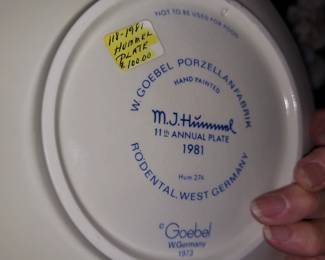 NOT TO BE USED FOR FOOD
118-1981
HUMMEL
PLATE
$100.00
W. GOEBEL PORZELLANFABRIK
HAND PAINTED
M.J. Hummel
11th ANNUAL PLATE
1981
Hum 274
RÖDENTAL, WEST GERMANY
© Goebel
W. Germany
1973